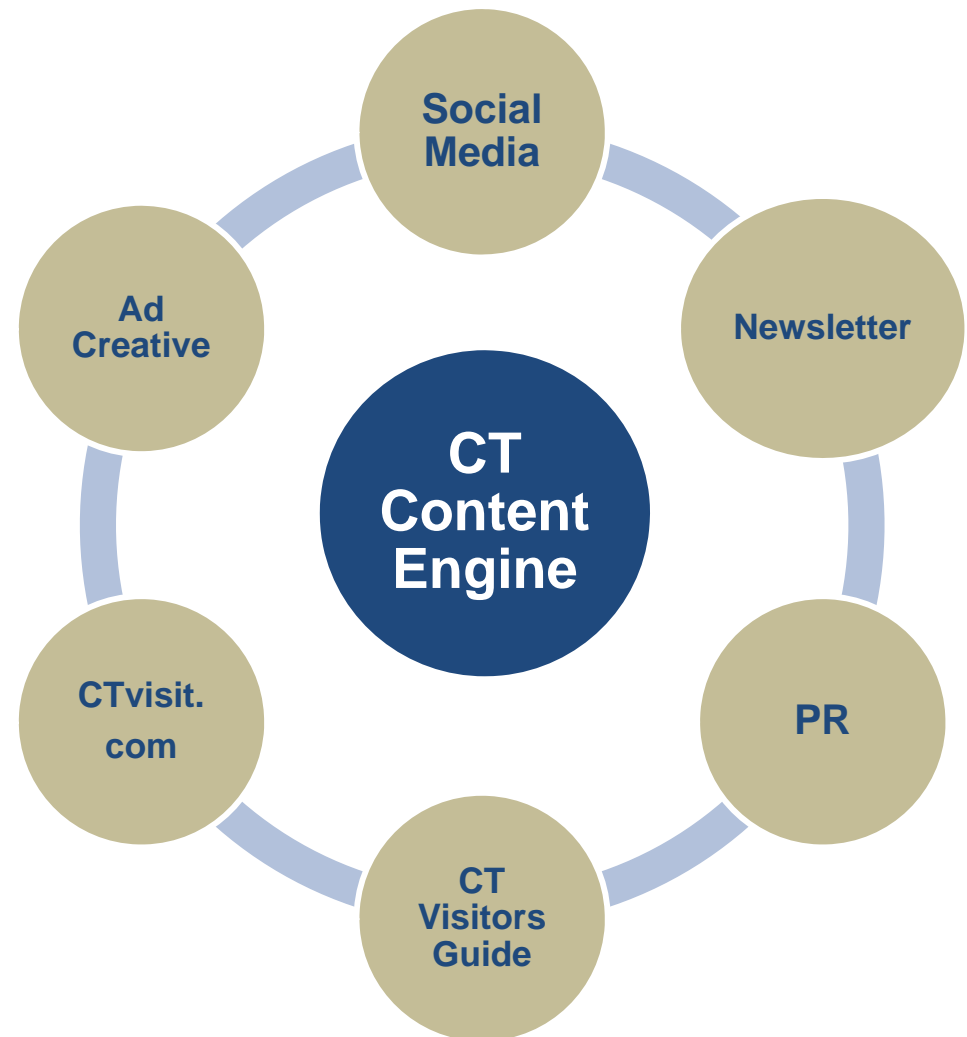 Social
Media
Newsletter
PR
CT
Visitors
Guide
CTvisit.
com
Ad
Creative
CT
Content
Engine